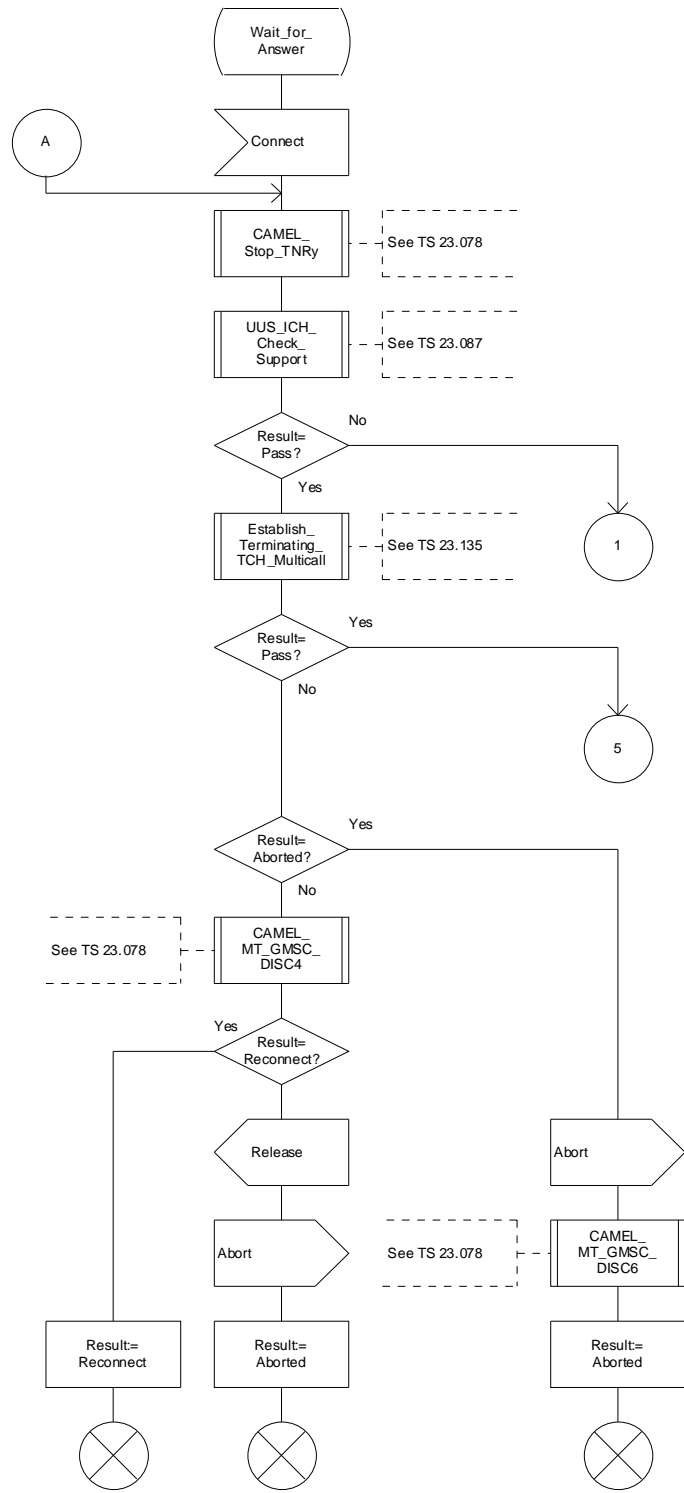 Wait_for_
Answer
A
Connect
CAMEL_
Stop_TNRy
See TS 23.078
UUS_ICH_
Check_
Support
See TS 23.087
Result=
Pass?
No
Yes
Establish_
Terminating_
TCH_Multicall
See TS 23.135
1
Result=
Pass?
Yes
No
5
Result=
Aborted?
Yes
No
See TS 23.078
CAMEL_
MT_GMSC_
DISC4
Yes
Result=
Reconnect?
Release
Abort
Abort
See TS 23.078
CAMEL_
MT_GMSC_
DISC6
Result:=
Reconnect
Result:=
Aborted
Result:=
Aborted